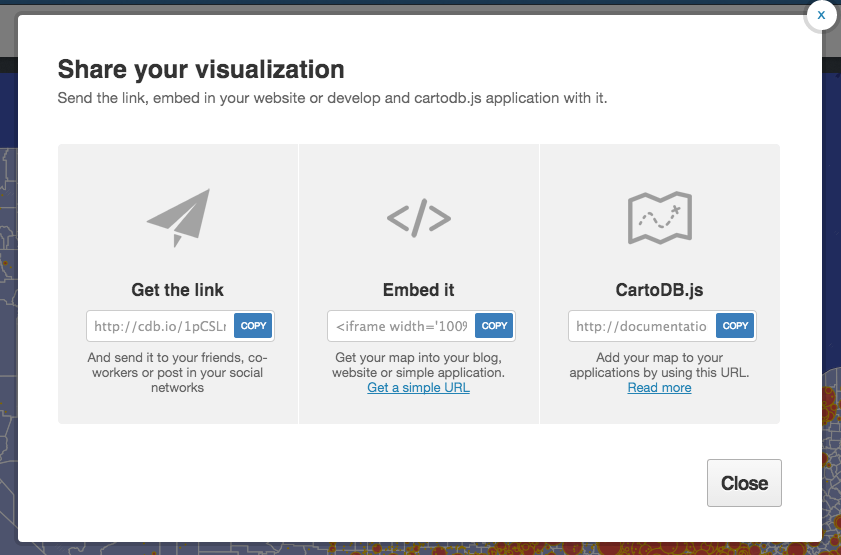 x
Share your visualization
Send the link, embed in your website or develop and cartodb.js application with it.
Get the link
http://cdb.io/1pCSLr
COPY
And send it to your friends, co-
workers or post in your social
networks
Embed it
<iframe width='100%
COPY
Get your map into your blog,
website or simple application.
Get a simple URL
CartoDB.js
http://documentatio
COPY
Add your map to your
applications by using this URL.
Read more
Close